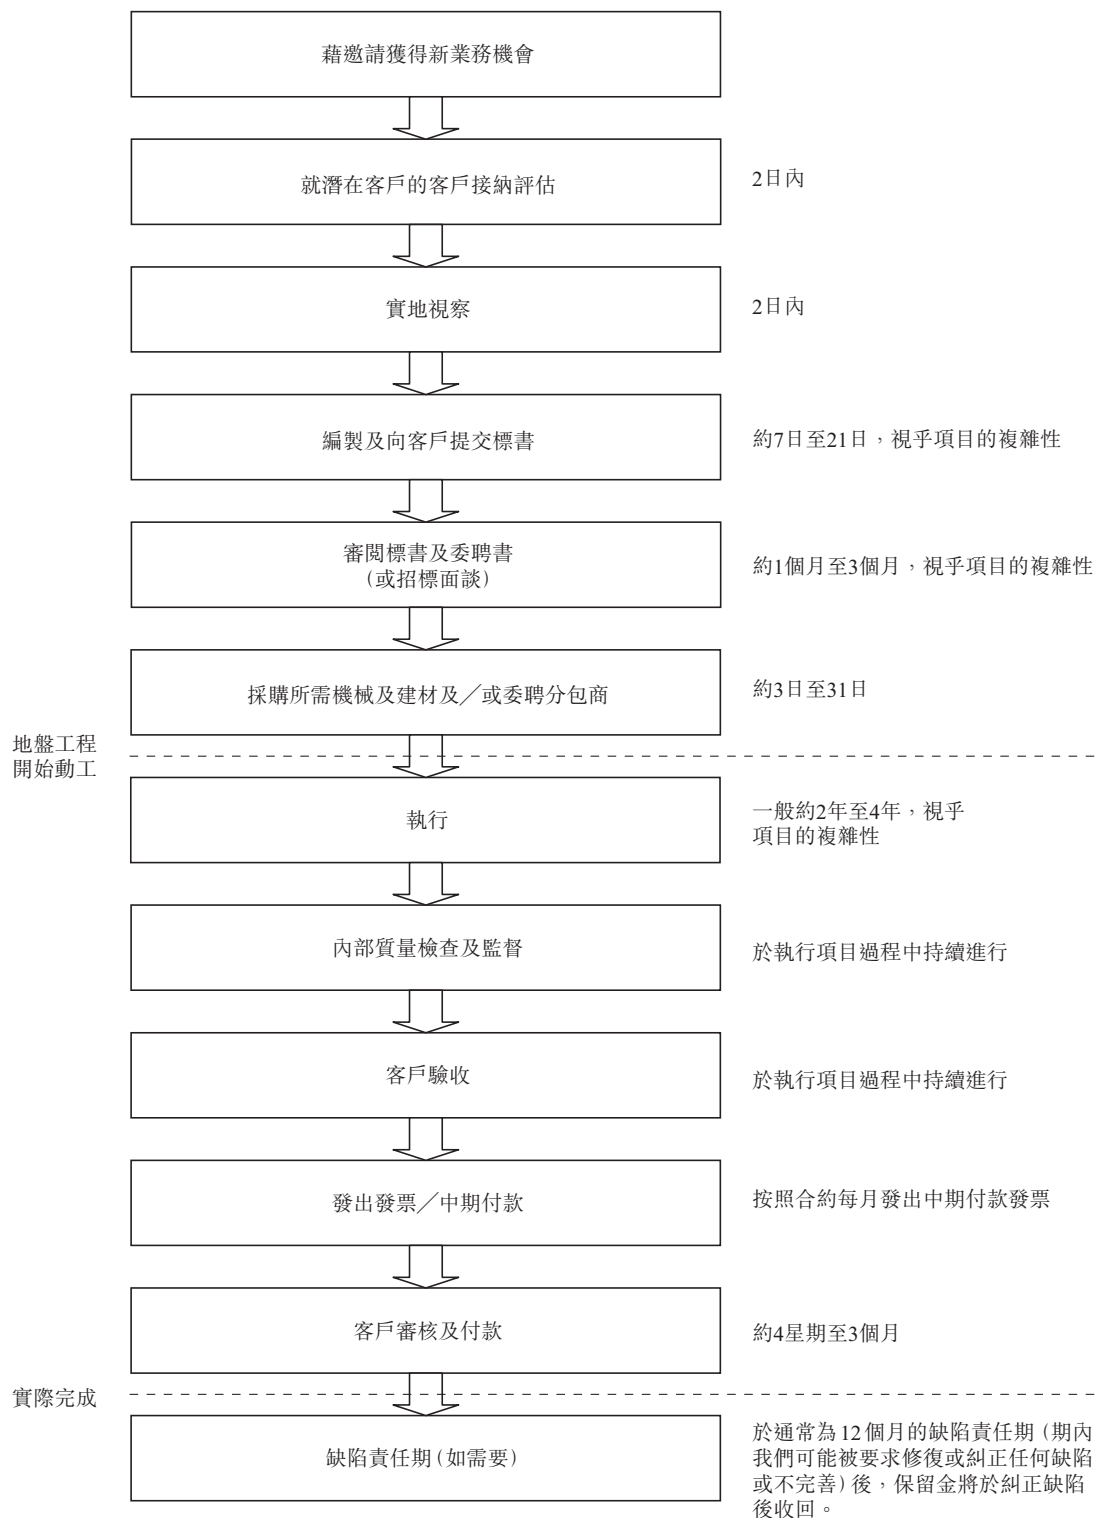 藉邀請獲得新業務機會
就潛在客戶的客戶接納評估
2日內
實地視察
2日內
編製及向客戶提交標書
約7日至21日，視乎項目的複雜性
審閲標書及委聘書
(或招標面談)
約1個月至3個月，視乎項目的複雜性
採購所需機械及建材及╱或委聘分包商
約3日至31日
地盤工程
開始動工
執行
一般約2年至4年，視乎
項目的複雜性
內部質量檢查及監督
於執行項目過程中持續進行
客戶驗收
於執行項目過程中持續進行
發出發票╱中期付款
按照合約每月發出中期付款發票
客戶審核及付款
約4星期至3個月
實際完成
缺陷責任期(如需要)
於通常為12個月的缺陷責任期(期內
我們可能被要求修復或糾正任何缺陷
或不完善)後，保留金將於糾正缺陷
後收回。